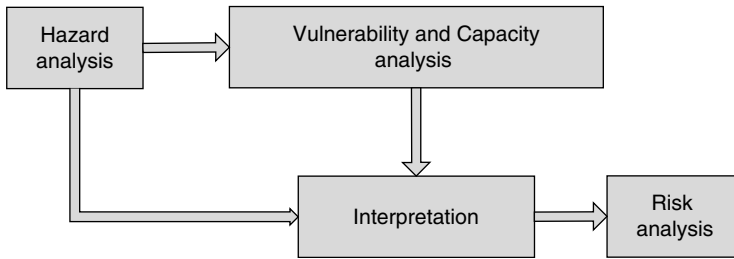 Hazard
analysis
Vulnerability and Capacity
analysis
Interpretation
Risk
analysis